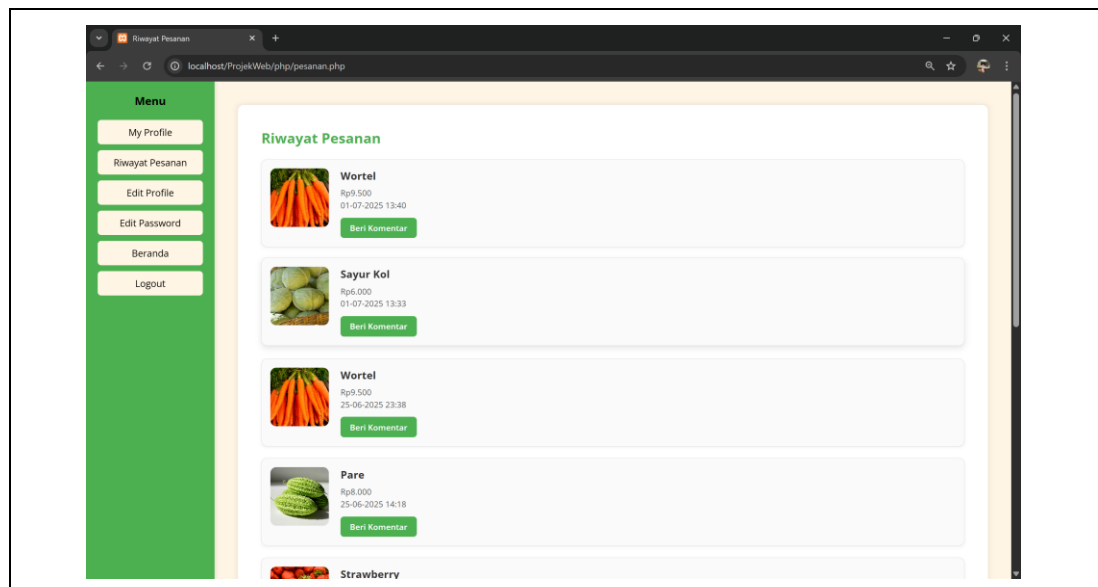 Riwayat Pesanan
localhost/ProjekWeb/php/pesanan.php
Menu
My Profile
Riwayat Pesanan
Edit Profile
Edit Password
Beranda
Logout
Riwayat Pesanan
Wortel
Rp9.500
01-07-2025 13:40
Beri Komentar
Sayur Kol
Rp6.000
01-07-2025 13:33
Beri Komentar
Wortel
Rp9.500
25-06-2025 23:38
Beri Komentar
Pare
Rp8.000
25-06-2025 14:18
Beri Komentar
Strawberry